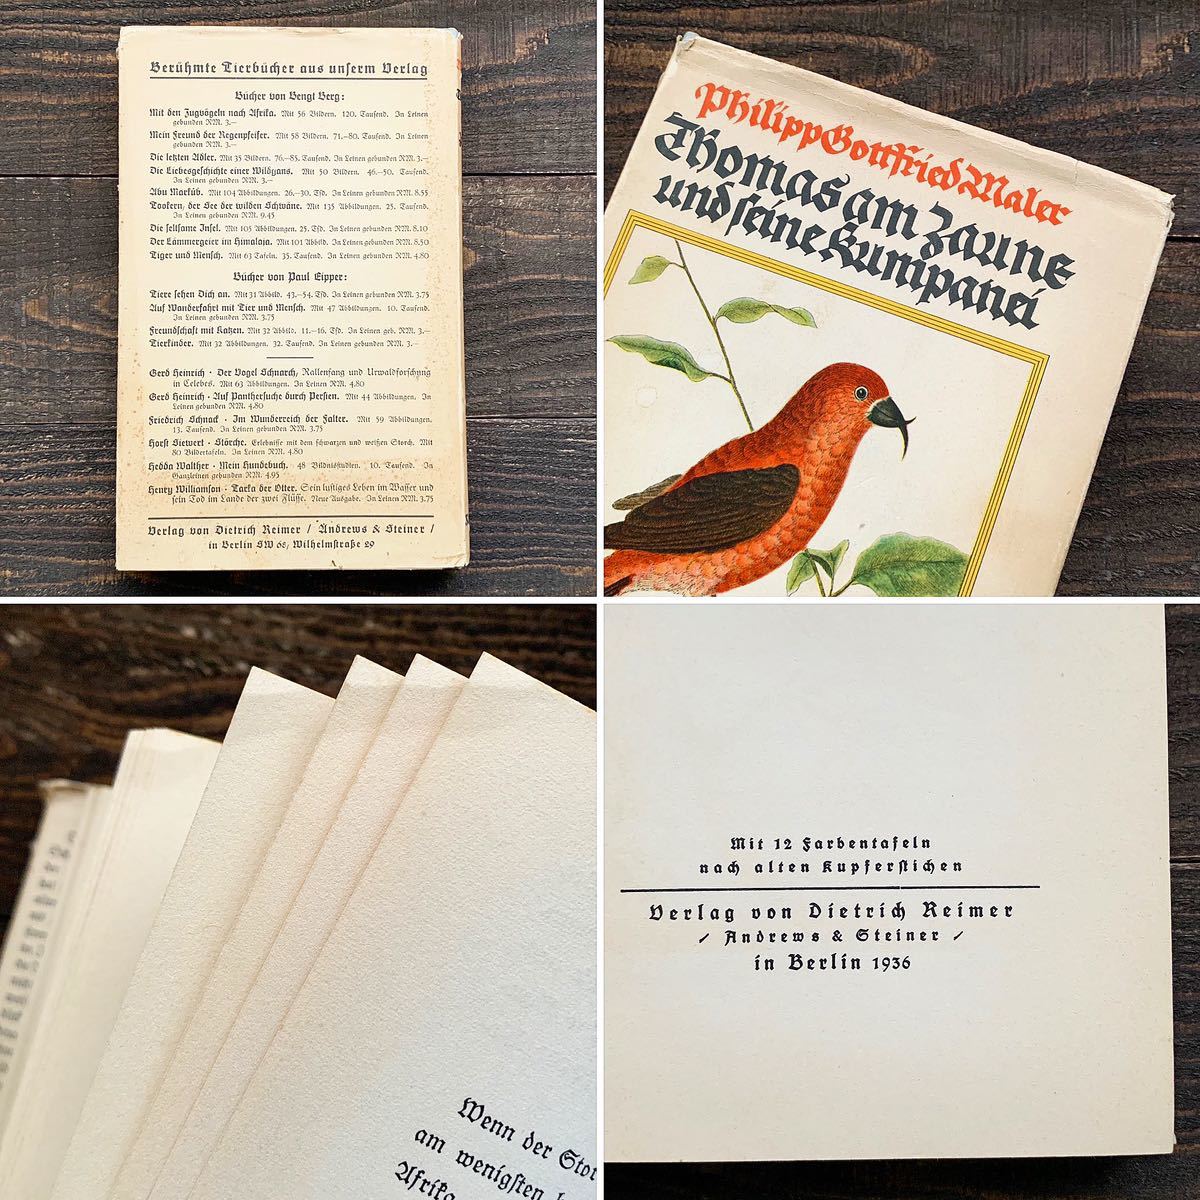 Berühmte Tierbücher aus unserm Verlag
Bücher von Bengt Berg:
Mit den Zugvögeln nach Afrika. Mit 56 Bildern. 120. Tausend. In Leinen
gebunden RM. 3.—
Mein Freund der Regenpfeifer. Mit 58 Bildern. 71.—80. Tausend. In Leinen
gebunden RM. 3.—
Die letzten Adler. Mit 35 Bildern. 76.—85. Tausend. In Leinen gebunden RM. 3.—
Die Liebesgeschichte einer Wildgans. Mit 50 Bildern. 46.—50. Tausend.
In Leinen gebunden RM. 3.—
Abu Markúb. Mit 104 Abbildungen. 26.—30. Tsd. In Leinen gebunden RM. 8.55
Tookern, der See der wilden Schwäne. Mit 135 Abbildungen. 25. Tausend.
In Leinen gebunden RM. 9.45
Die seltsame Insel. Mit 105 Abbildungen. 25. Tsd. In Leinen gebunden RM. 8.10
Der Lämmergeier im Himalaja. Mit 101 Abbild. In Leinen gebunden RM. 8.50
Tiger und Mensch. Mit 63 Tafeln. 35. Tausend. In Leinen gebunden RM. 4.80
Bücher von Paul Eipper:
Tiere sehen Dich an. Mit 31 Abbild. 43.—54. Tsd. In Leinen gebunden RM. 3.75
Auf Wanderfahrt mit Tier und Mensch. Mit 47 Abbildungen. 10. Tausend.
In Leinen gebunden RM. 3.75
Freundschaft mit Katzen. Mit 32 Abbild. 11.—16. Tsd. In Leinen geb. RM. 3.—
Tierkinder. Mit 32 Abbildungen. 32. Tausend. In Leinen gebunden RM. 3.—
Gerd Heinrich · Der Vogel Schnarch, Rallenfang und Urwaldforschung
in Celebes. Mit 63 Abbildungen. In Leinen RM. 4.80
Gerd Heinrich · Auf Panthersuche durch Persien. Mit 44 Abbildungen. In
Leinen gebunden RM. 4.80
Friedrich Schnack · Im Wunderreich der Falter. Mit 59 Abbildungen.
13. Tausend. In Leinen gebunden RM. 3.75
Horst Siewert · Störche. Erlebnisse mit dem schwarzen und weißen Storch. Mit
80 Bildertafeln. In Leinen RM. 4.80
Hedda Walther · Mein Hundebuch. 48 Bildnisstudien. 10. Tausend. In
Ganzleinen gebunden RM. 4.95
Henry Williamson · Tarka der Otter. Sein lustiges Leben im Wasser und
sein Tod im Lande der zwei Flüsse. Neue Ausgabe. In Leinen RM. 3.75
Verlag von Dietrich Reimer / Andrews & Steiner /
in Berlin SW 68, Wilhelmstraße 29
Philipp Gottfried Maler
Thomas am Zaune
und seine Kumpanei
Wenn der
am wenigsten
Mit 12 Farbentafeln
nach alten Kupferstichen
Verlag von Dietrich Reimer
/ Andrews & Steiner /
in Berlin 1936